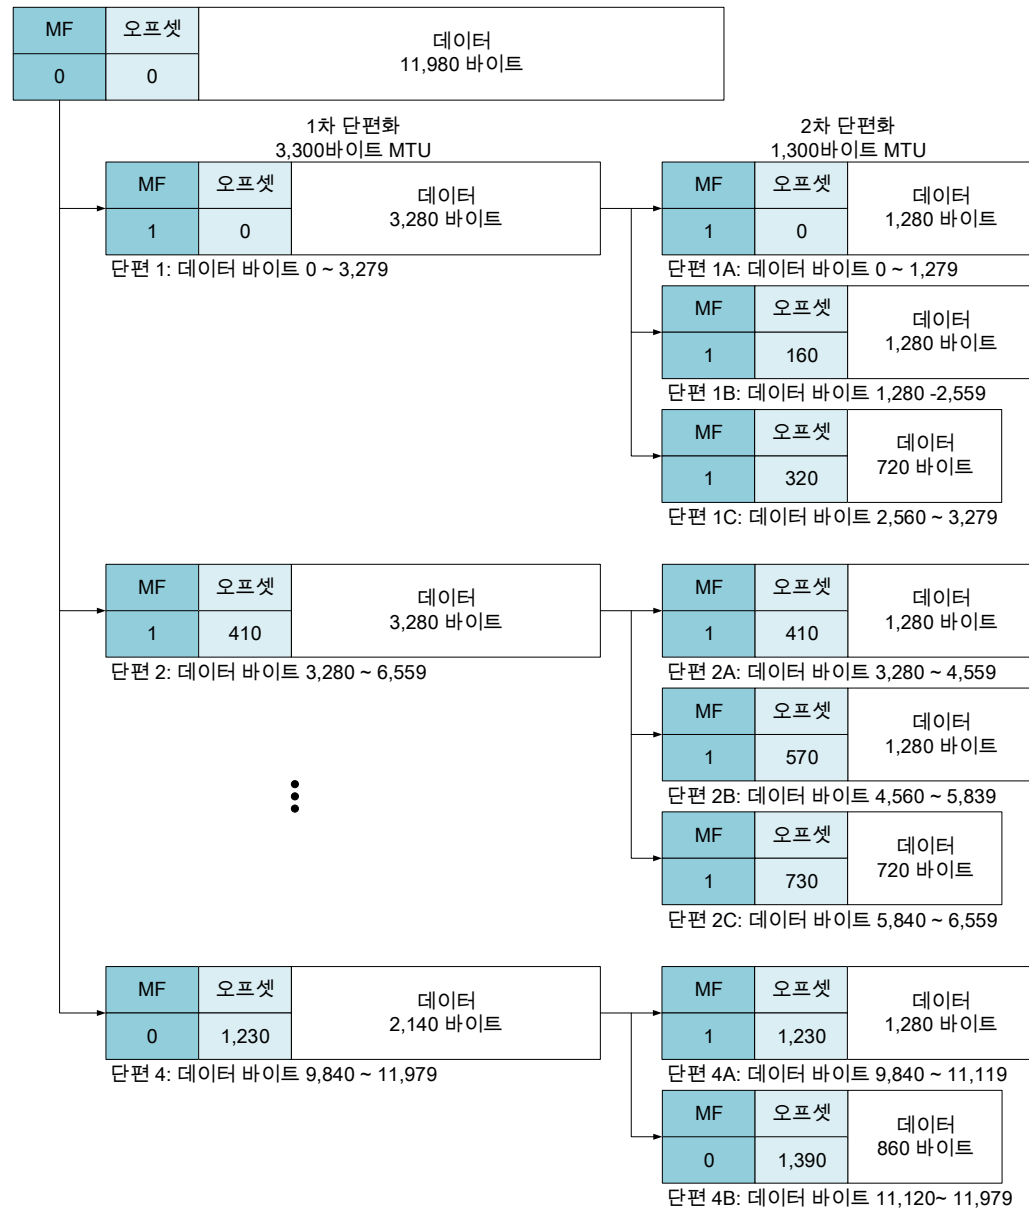 MF 오프셋 데이터
11,980 바이트
0 0
1차 단편화
3,300바이트 MTU
2차 단편화
1,300바이트 MTU
MF 오프셋 데이터
3,280 바이트
1 0
단편 1: 데이터 바이트 0 ~ 3,279
MF 오프셋 데이터
1,280 바이트
1 0
단편 1A: 데이터 바이트 0 ~ 1,279
MF 오프셋 데이터
1,280 바이트
1 160
단편 1B: 데이터 바이트 1,280 -2,559
MF 오프셋 데이터
720 바이트
1 320
단편 1C: 데이터 바이트 2,560 ~ 3,279
MF 오프셋 데이터
3,280 바이트
1 410
단편 2: 데이터 바이트 3,280 ~ 6,559
MF 오프셋 데이터
1,280 바이트
1 410
단편 2A: 데이터 바이트 3,280 ~ 4,559
MF 오프셋 데이터
1,280 바이트
1 570
단편 2B: 데이터 바이트 4,560 ~ 5,839
MF 오프셋 데이터
720 바이트
1 730
단편 2C: 데이터 바이트 5,840 ~ 6,559
MF 오프셋 데이터
2,140 바이트
0 1,230
단편 4: 데이터 바이트 9,840 ~ 11,979
MF 오프셋 데이터
1,280 바이트
1 1,230
단편 4A: 데이터 바이트 9,840 ~ 11,119
MF 오프셋 데이터
860 바이트
0 1,390
단편 4B: 데이터 바이트 11,120~ 11,979